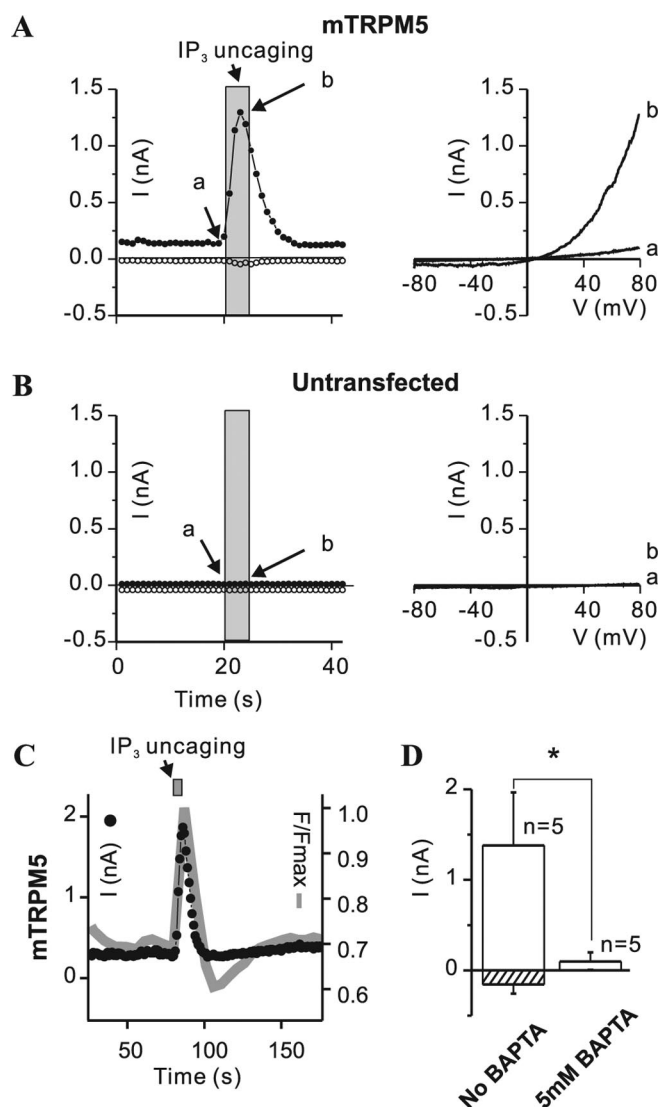 A
mTRPM5
IP3 uncaging
b
a
I (nA)
1.5
1.0
0.5
0.0
-0.5
0
20
40
I (nA)
1.5
1.0
0.5
-0.5
-80
-40
40
80
V (mV)
b
a
B
Untransfected
I (nA)
1.5
1.0
0.5
0.0
-0.5
a
b
0
20
40
Time (s)
I (nA)
1.5
1.0
0.5
-0.5
-80
-40
40
80
V (mV)
b
a
C
IP3 uncaging
mTRPM5
I (nA)
2
1
0
F/Fmax
1.0
0.9
0.8
0.7
0.6
50
100
150
Time (s)
D
*
I (nA)
2
1
0
n=5
n=5
No BAPTA
5mM BAPTA